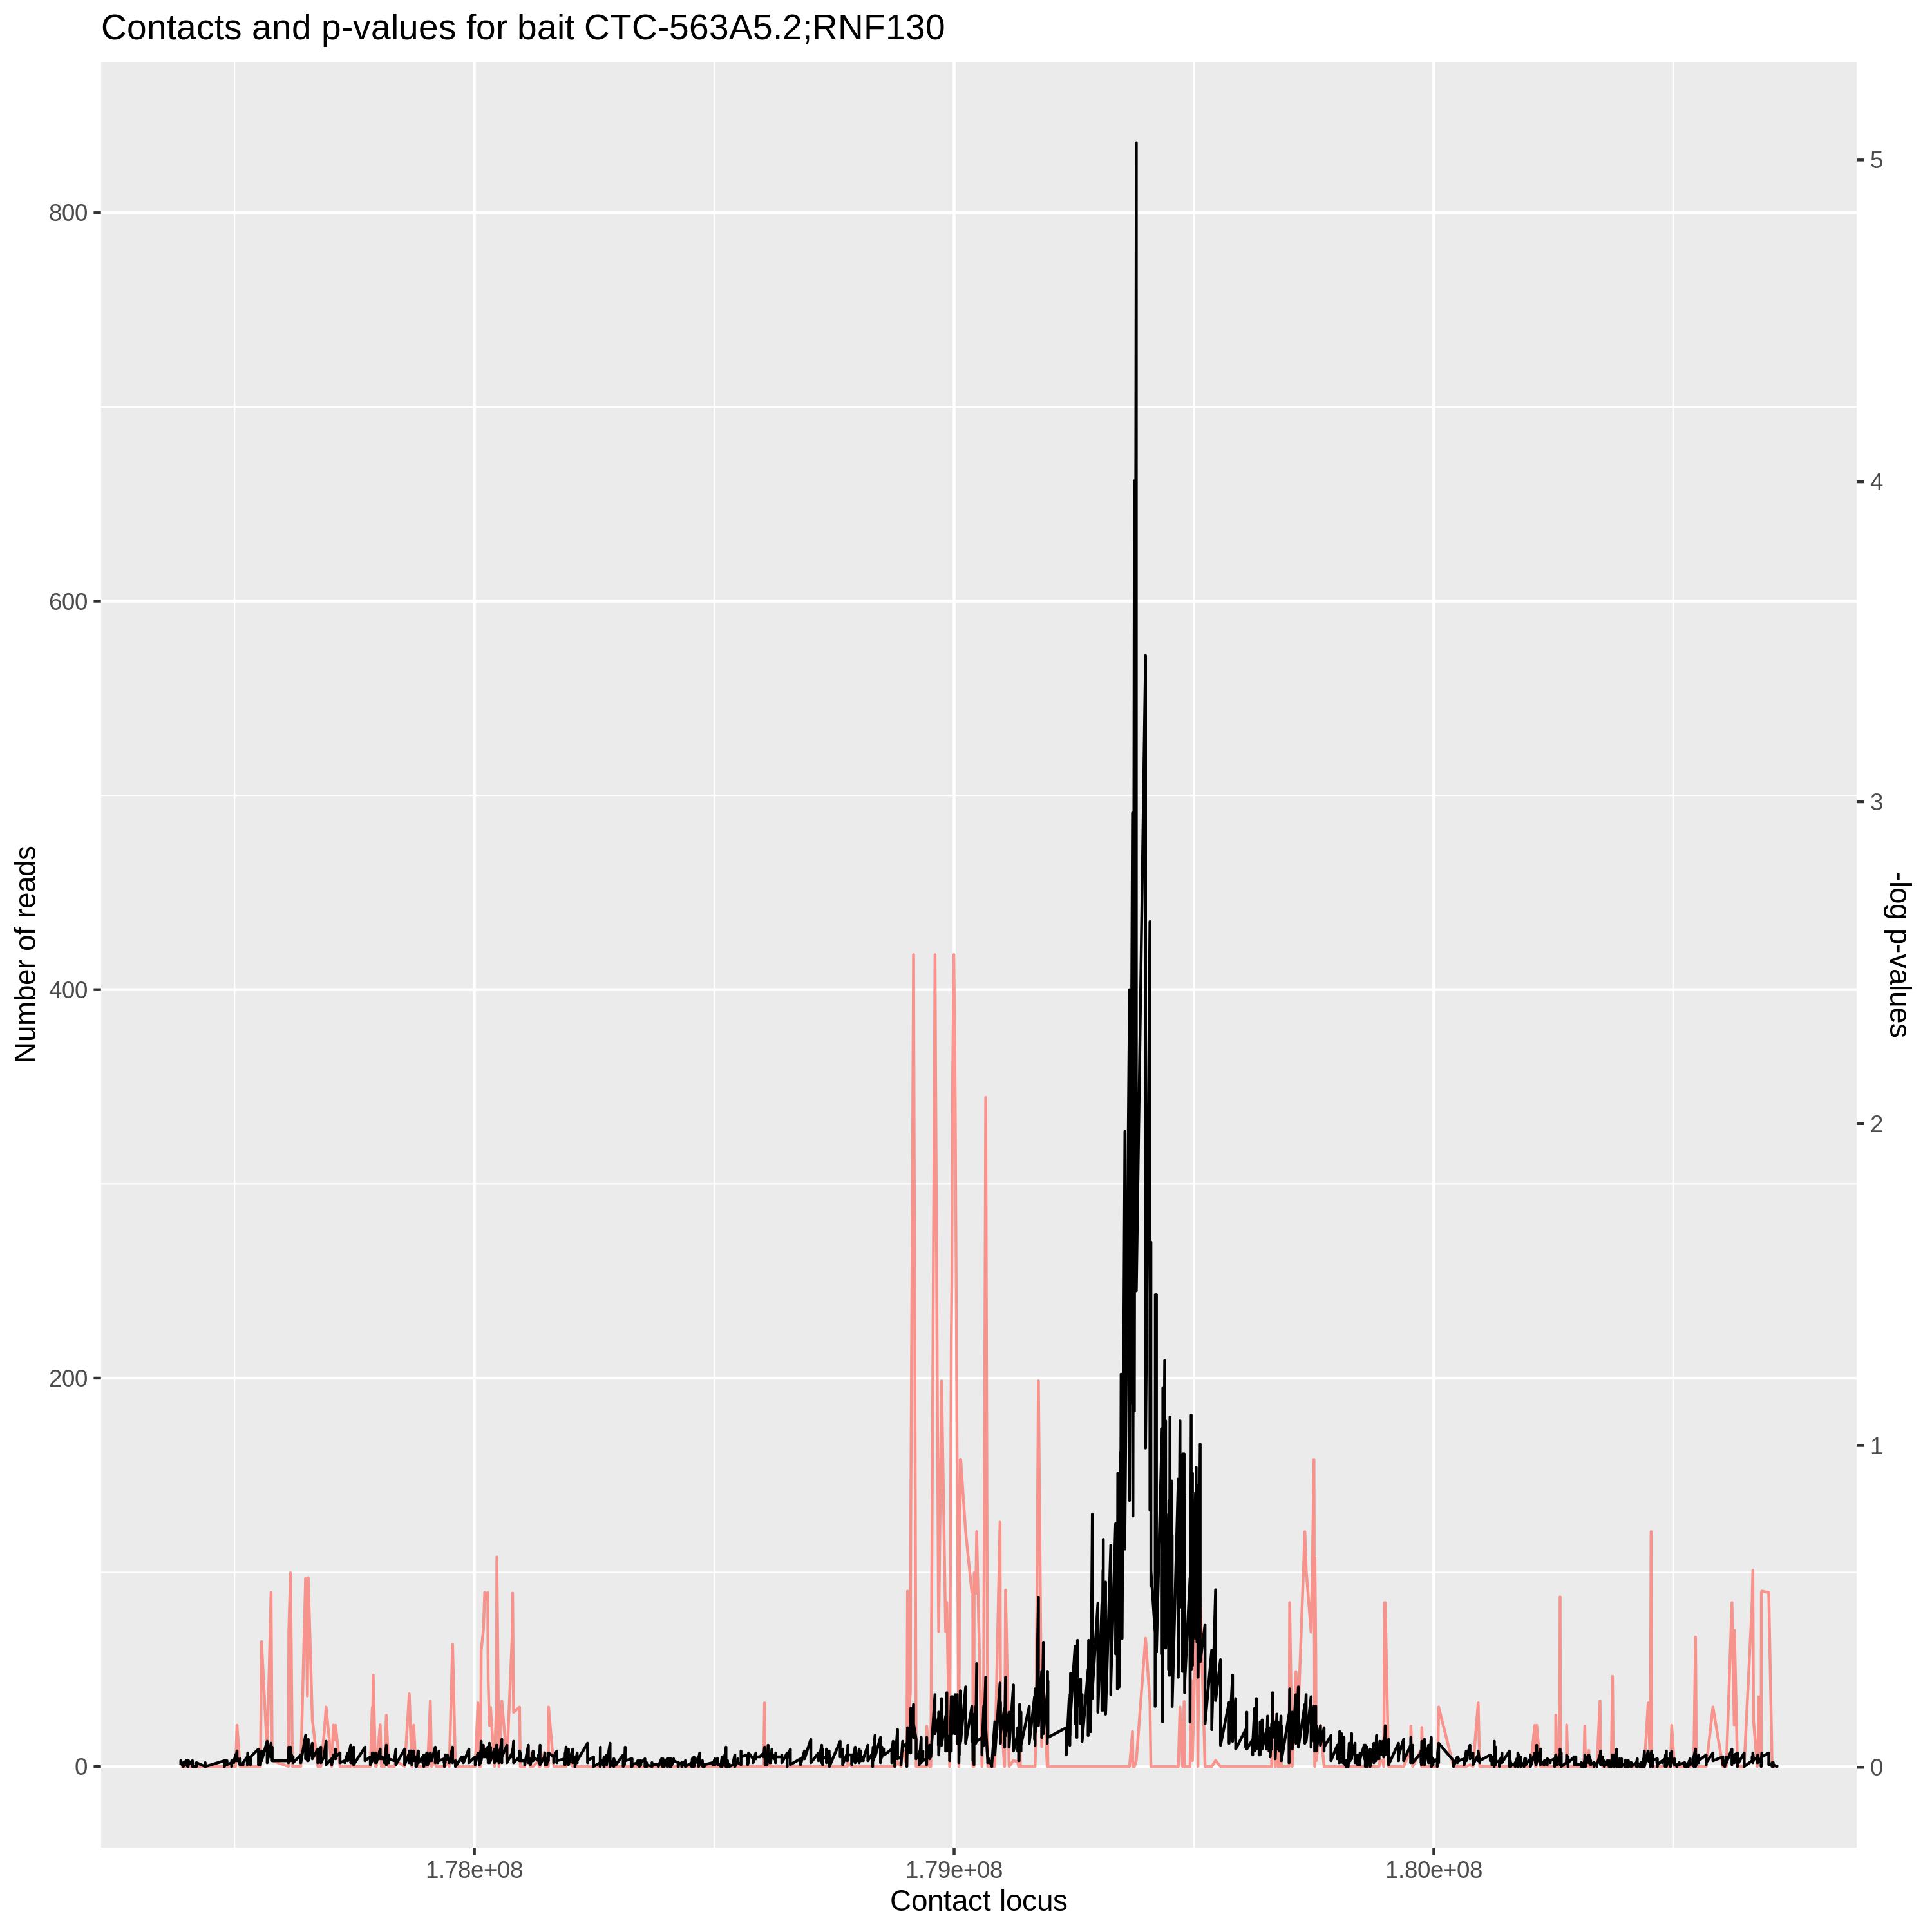 Contacts and p-values for bait CTC-563A5.2;RNF130
800
600
400
200
0
Number of reads
5
4
3
2
1
0
-log p-values
1.78e+08
1.79e+08
1.80e+08
Contact locus